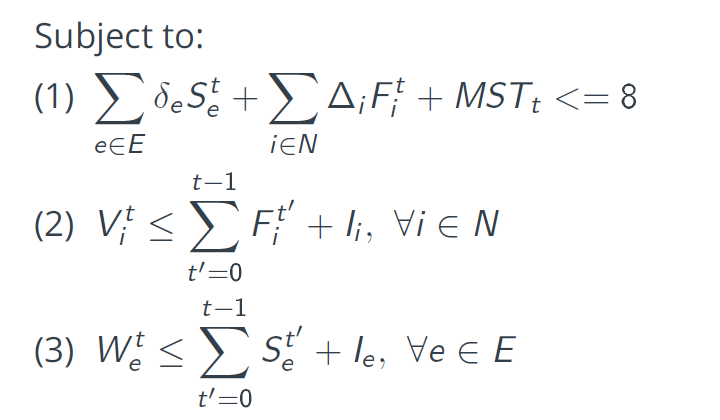 Subject to:
(1) ∑_{e∈E} δ_e S_e^t + ∑_{i∈N} Δ_i F_i^t + MST_t <= 8
(2) V_i^t ≤ ∑_{t'=0}^{t−1} F_i^{t'} + I_i, ∀i ∈ N
(3) W_e^t ≤ ∑_{t'=0}^{t−1} S_e^{t'} + I_e, ∀e ∈ E